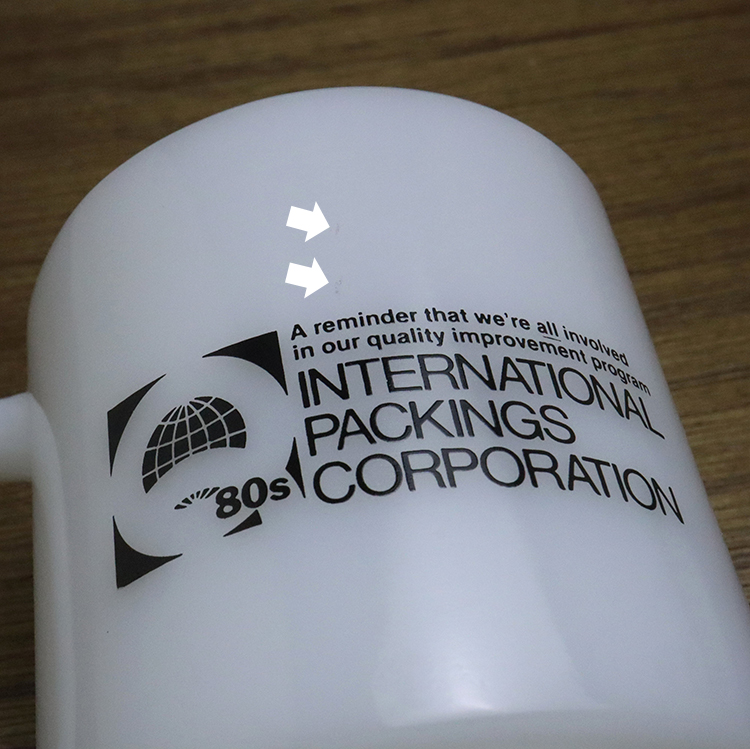 A reminder that we're all involved
in our quality improvement program
INTERNATIONAL
PACKINGS
CORPORATION
'80s